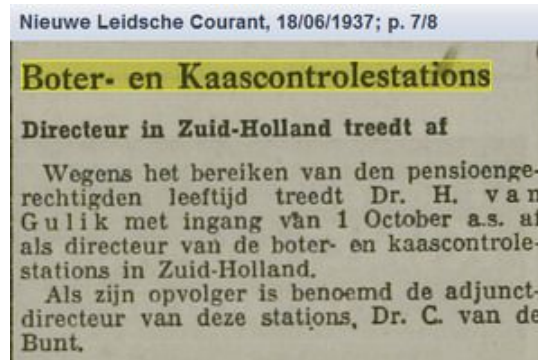 Nieuwe Leidsche Courant, 18/06/1937; p. 7/8
Boter- en Kaascontrolestations
Directeur in Zuid-Holland treedt af
Wegens het bereiken van den pensioenge-
rechtigden leeftijd treedt Dr. H. van
Gulik met ingang van 1 October a.s. af
als directeur van de boter- en kaascontrole-
stations in Zuid-Holland.
Als zijn opvolger is benoemd de adjunct-
directeur van deze stations, Dr. C. van de
Bunt.